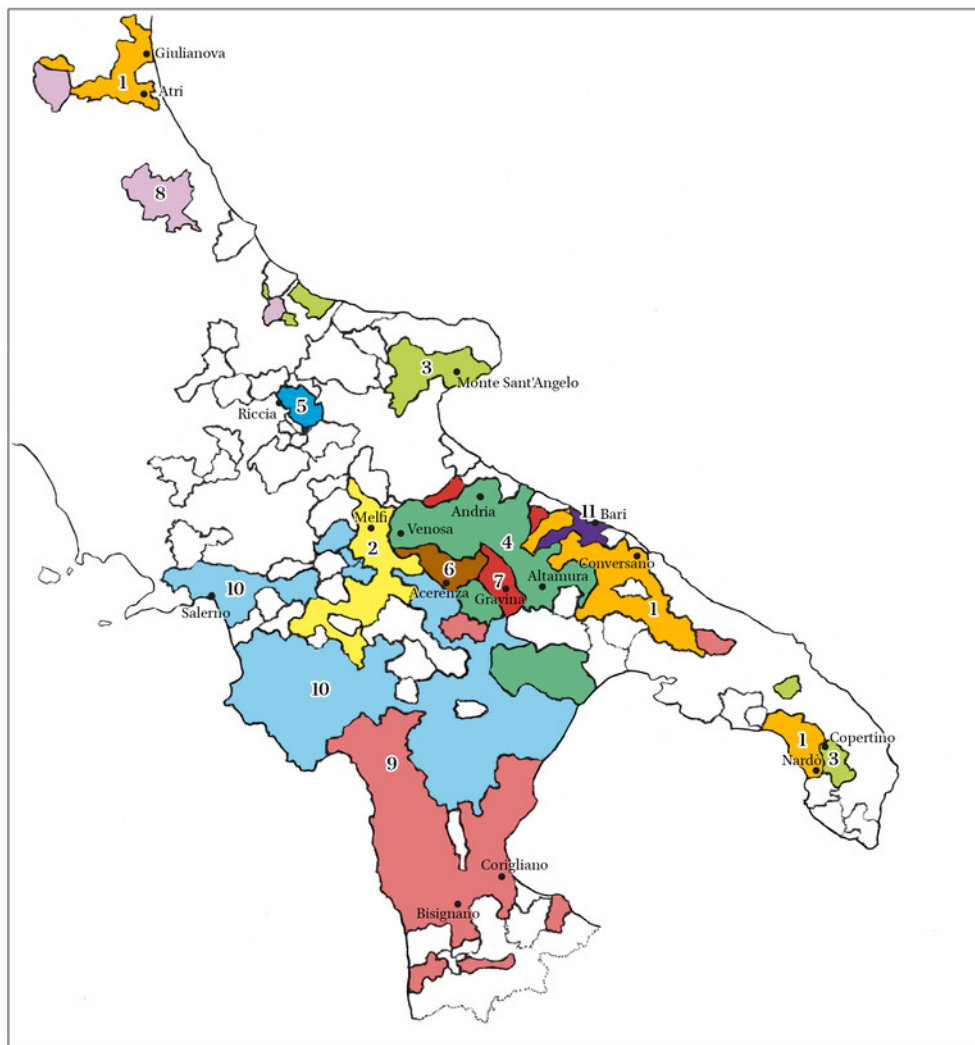 Giulianova
1
Atri
8
3
Monte Sant'Angelo
Riccia
5
Andria
11
Bari
Melfi
Venosa
2
4
Conversano
6
7
Altamura
10
Acerenza
Gravina
Salerno
1
10
1
Copertino
3
Nardò
9
Corigliano
Bisignano